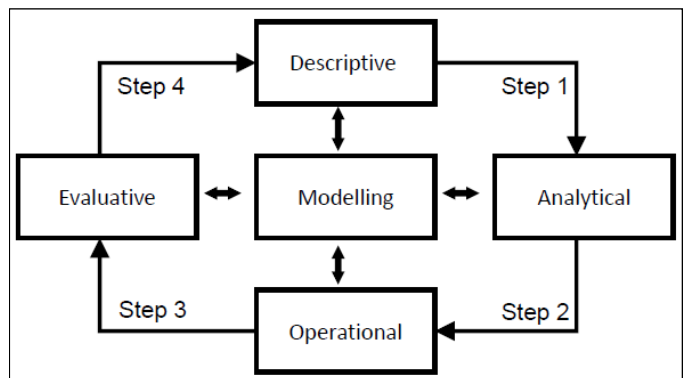 Descriptive
Step 4
Step 1
Evaluative
Modelling
Analytical
Step 3
Step 2
Operational